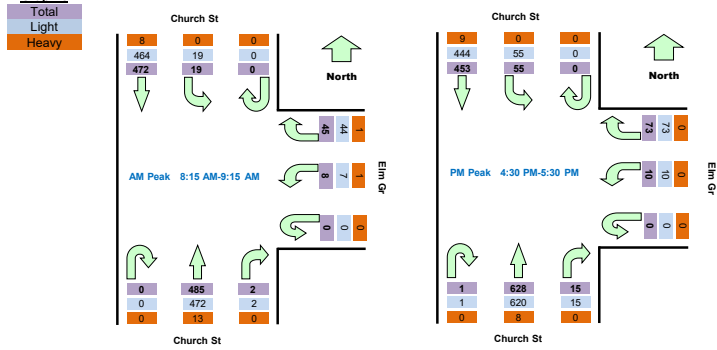 Total
Light
Heavy
Church St
8 0 0
464 19 0
472 19 0
North
45 44 1
AM Peak 8:15 AM-9:15 AM
8 7 1
Elm Gr
0 0 0
0 485 2
0 472 2
0 13 0
Church St
Church St
9 0 0
444 55 0
453 55 0
North
73 73 0
PM Peak 4:30 PM-5:30 PM
10 10 0
Elm Gr
0 0 0
1 628 15
1 620 15
0 8 0
Church St